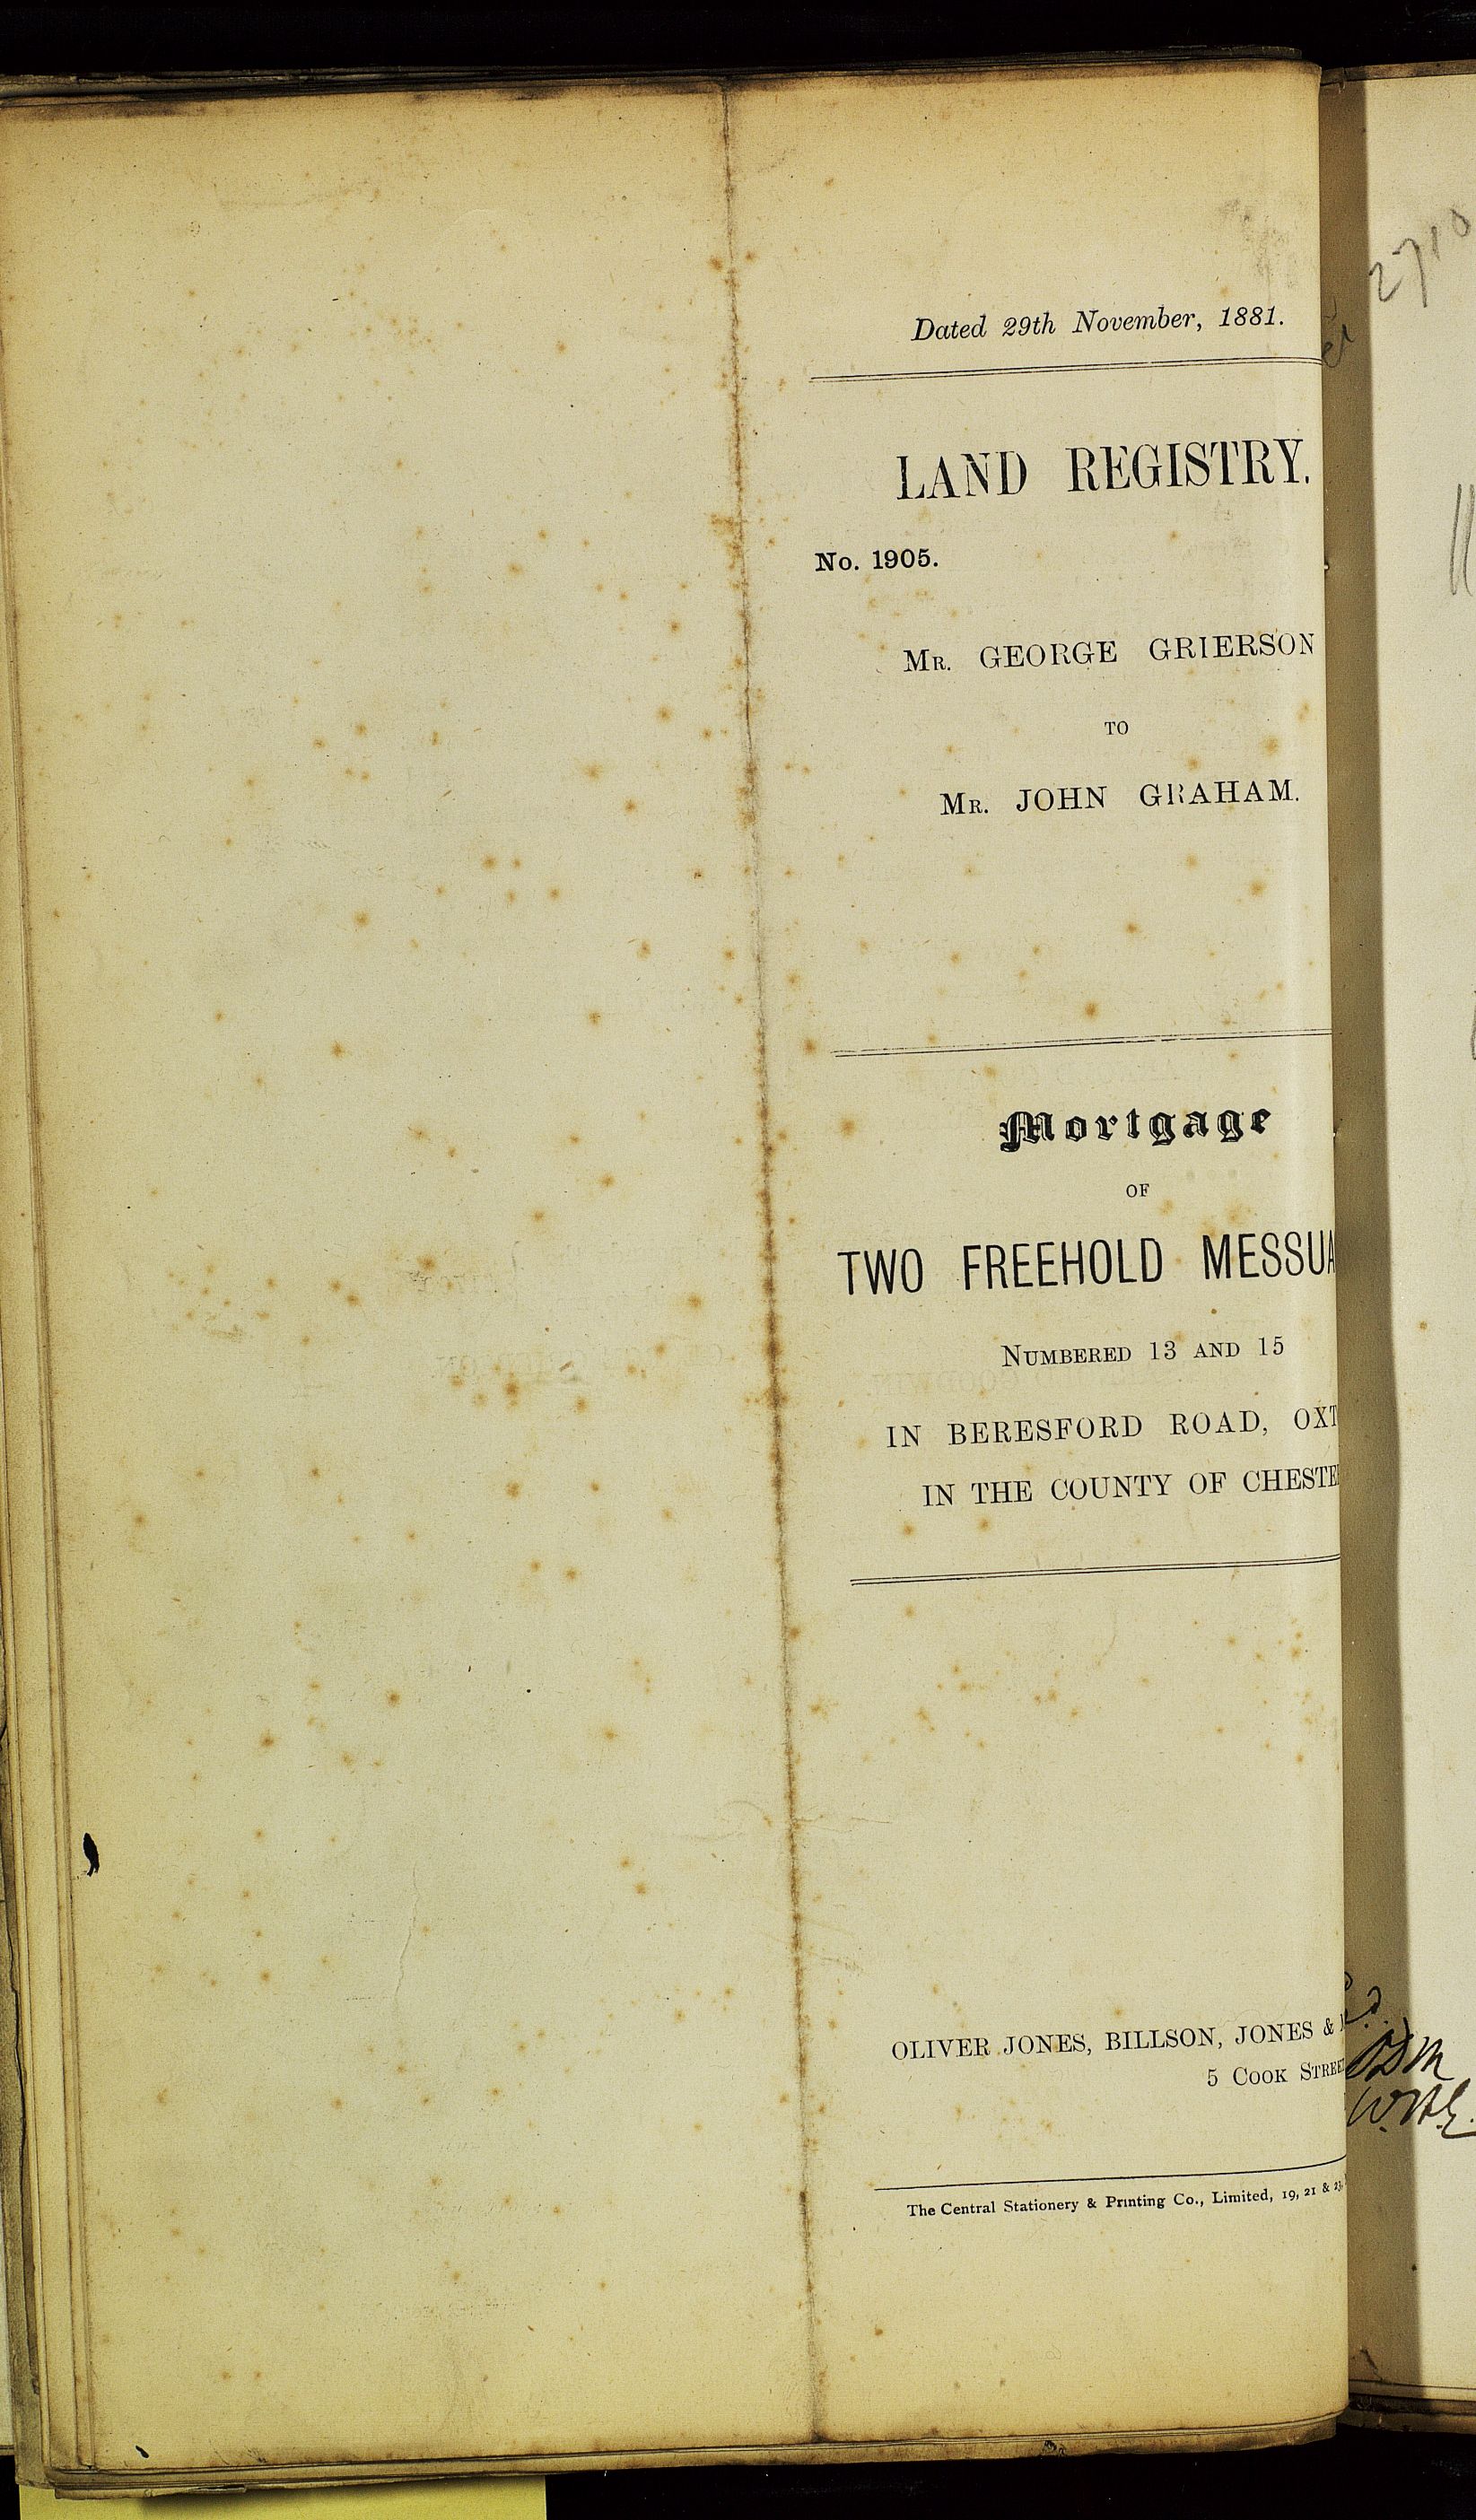 Dated 29th November, 1881.
LAND REGISTRY.
No. 1905.
Mr. GEORGE GRIERSON
TO
Mr. JOHN GRAHAM.
Mortgage
OF
TWO FREEHOLD MESSUA
Numbered 13 and 15
IN BERESFORD ROAD, OXT
IN THE COUNTY OF CHESTE
OLIVER JONES, BILLSON, JONES &
5 Cook Stree
The Central Stationery & Printing Co., Limited, 19, 21 & 23,
2710